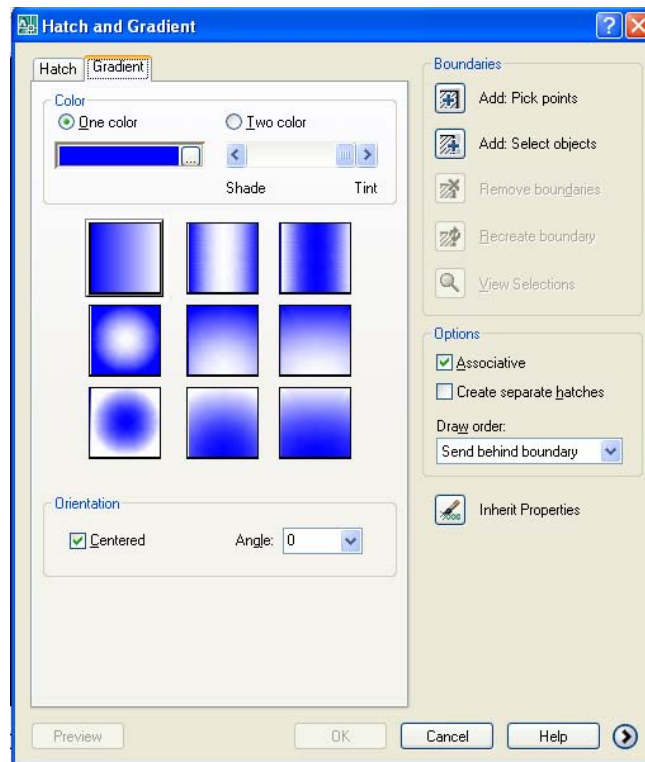 Hatch and Gradient
Hatch
Gradient
Color
One color
Two color
...
Shade
Tint
Orientation
Centered
Angle:
0
Boundaries
Add: Pick points
Add: Select objects
Remove boundaries
Recreate boundary
View Selections
Options
Associative
Create separate hatches
Draw order:
Send behind boundary
Inherit Properties
Preview
OK
Cancel
Help